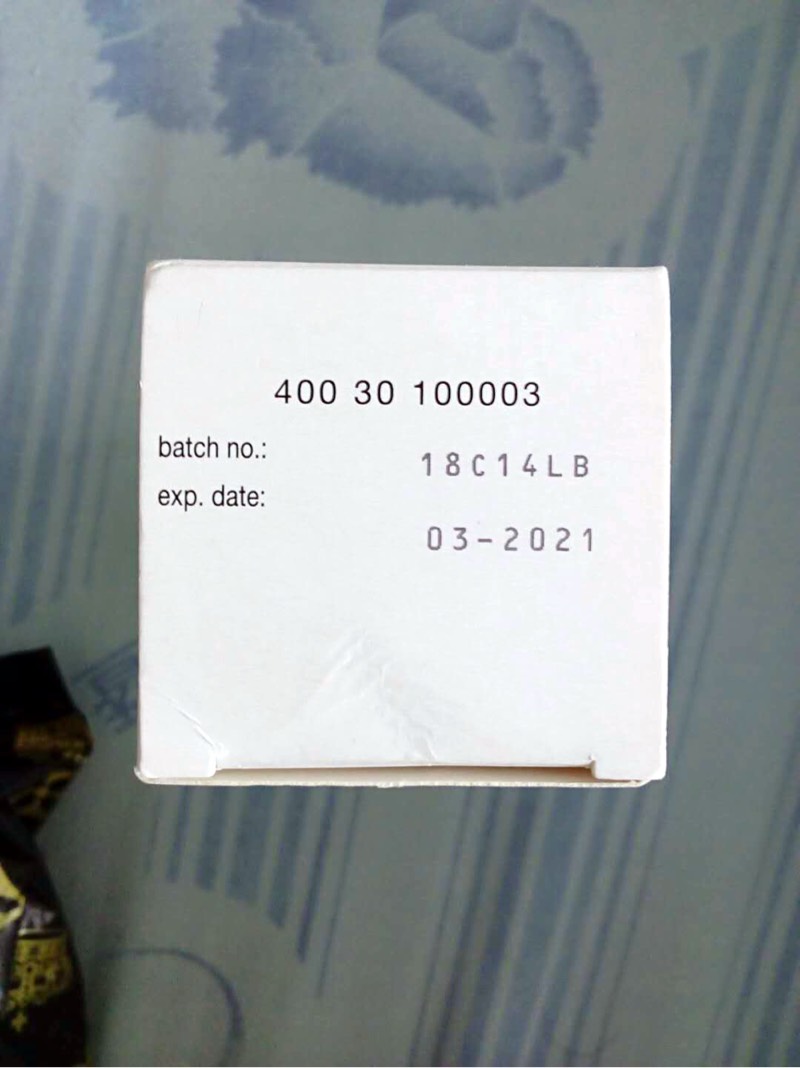 400 30 100003
batch no.:
18C14LB
exp. date:
03-2021